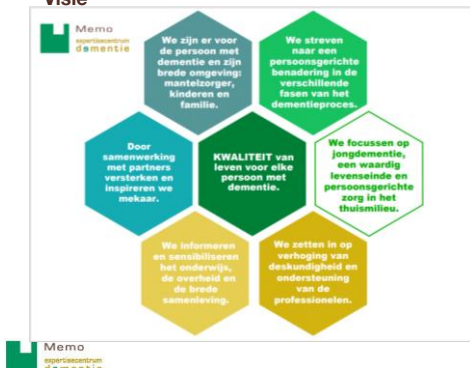 Visie
Memo
expertisecentrum
dementie
We zijn er voor
de persoon met
dementie en zijn
brede omgeving:
mantelzorger,
kinderen en
familie.
We streven
naar een
persoonsgerichte
benadering in de
verschillende
fasen van het
dementieproces.
Door
samenwerking
met partners
versterken en
inspireren we
mekaar.
KWALITEIT van
leven voor elke
persoon met
dementie.
We focussen op
jongdementie,
een waardig
levenseinde en
persoonsgerichte
zorg in het
thuismilieu.
We informeren
en sensibiliseren
het onderwijs,
de overheid en
de brede
samenleving.
We zetten in op
verhoging van
deskundigheid en
ondersteuning
van de
professionelen.
Memo
expertisecentrum
dementie